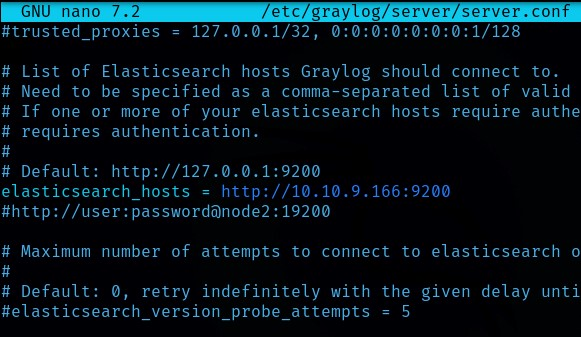 GNU nano 7.2 /etc/graylog/server/server.conf
#trusted_proxies = 127.0.0.1/32, 0:0:0:0:0:0:0:1/128
# List of Elasticsearch hosts Graylog should connect to.
# Need to be specified as a comma-separated list of valid
# If one or more of your elasticsearch hosts require authe
# requires authentication.
#
# Default: http://127.0.0.1:9200
elasticsearch_hosts = http://10.10.9.166:9200
#http://user:password@node2:19200
# Maximum number of attempts to connect to elasticsearch o
#
# Default: 0, retry indefinitely with the given delay unti
#elasticsearch_version_probe_attempts = 5